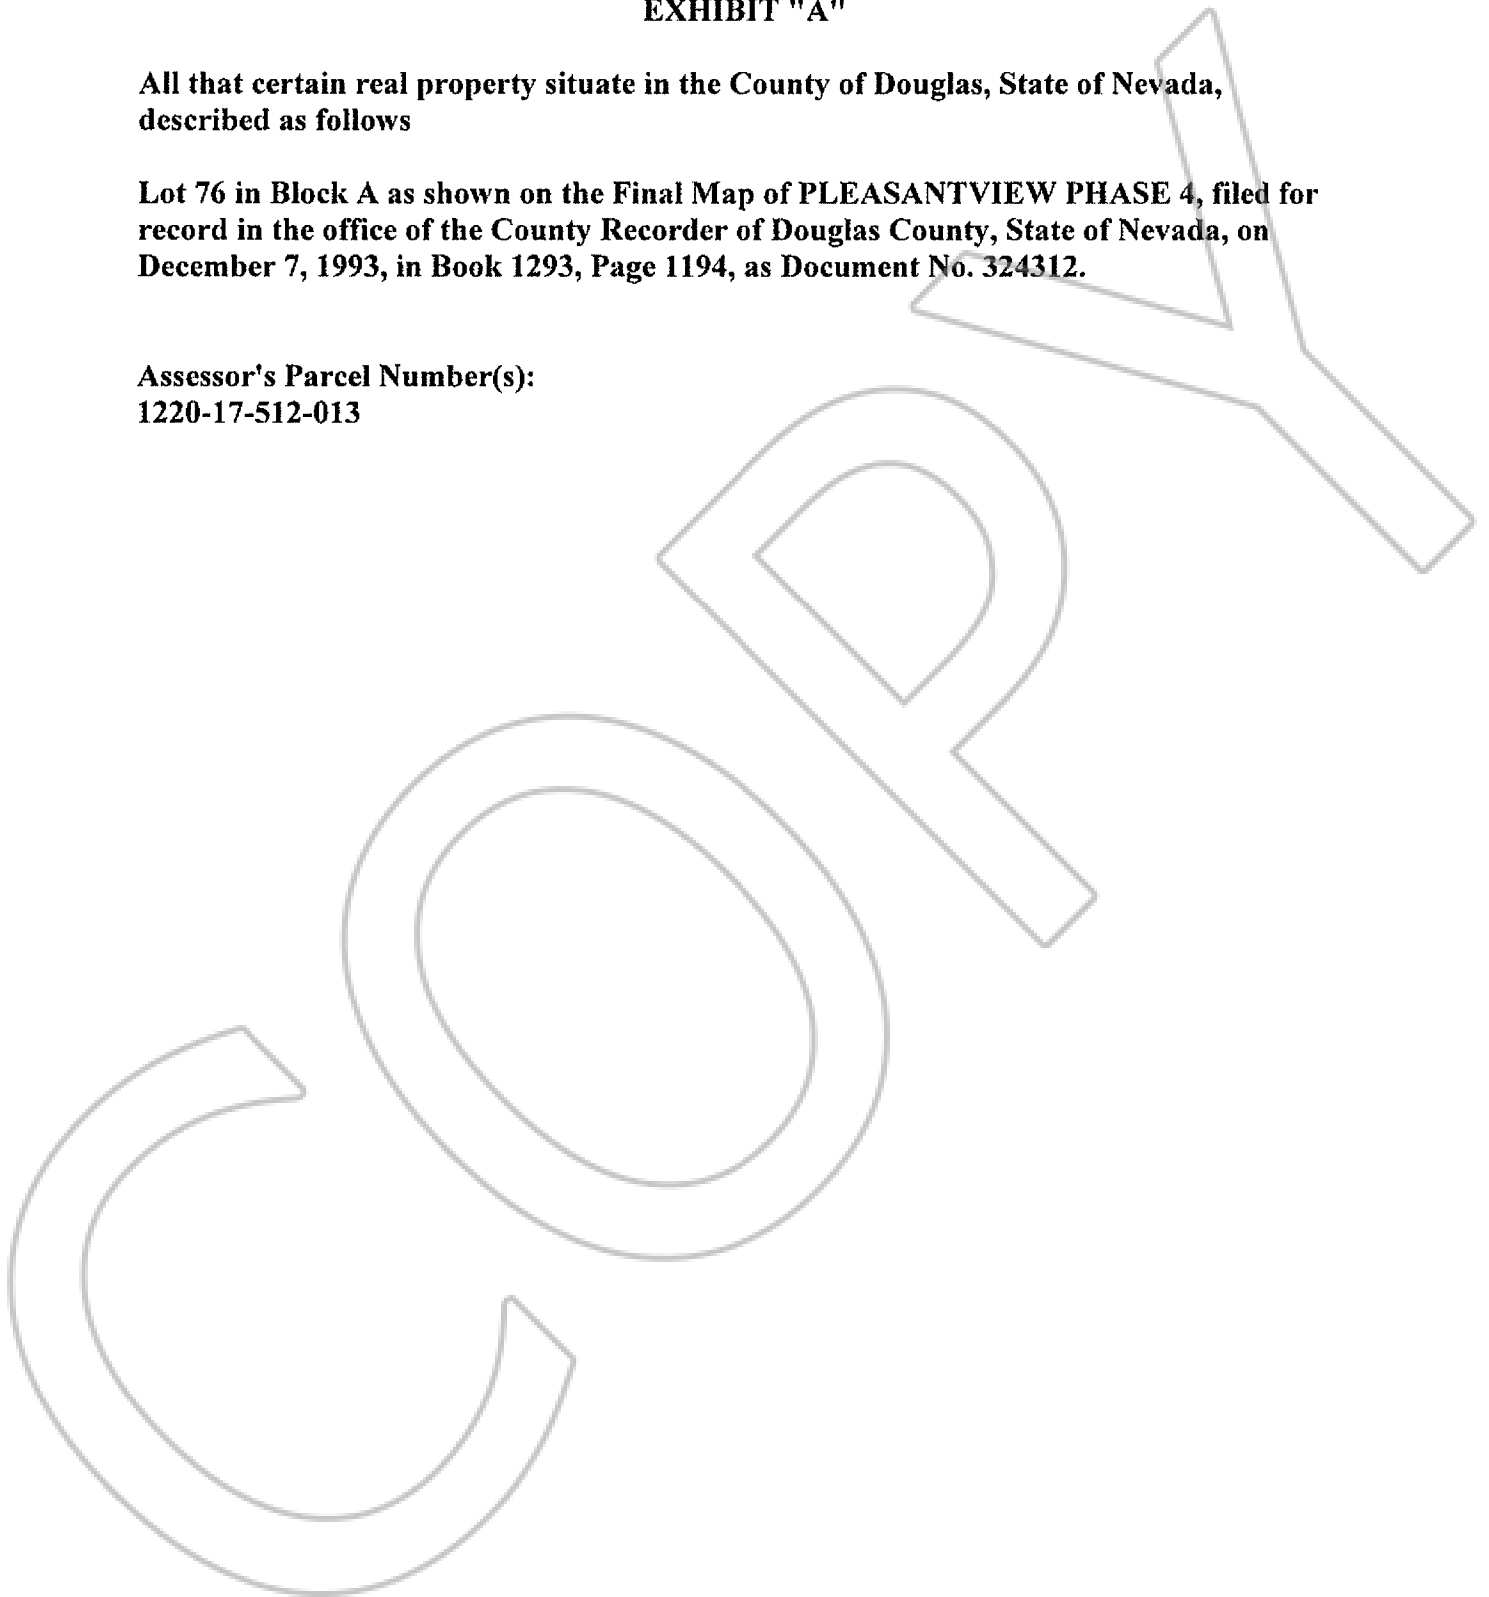 EXHIBIT "A"
All that certain real property situate in the County of Douglas, State of Nevada,
described as follows
Lot 76 in Block A as shown on the Final Map of PLEASANTVIEW PHASE 4, filed for
record in the office of the County Recorder of Douglas County, State of Nevada, on
December 7, 1993, in Book 1293, Page 1194, as Document No. 324312.
Assessor's Parcel Number(s):
1220-17-512-013
COPY